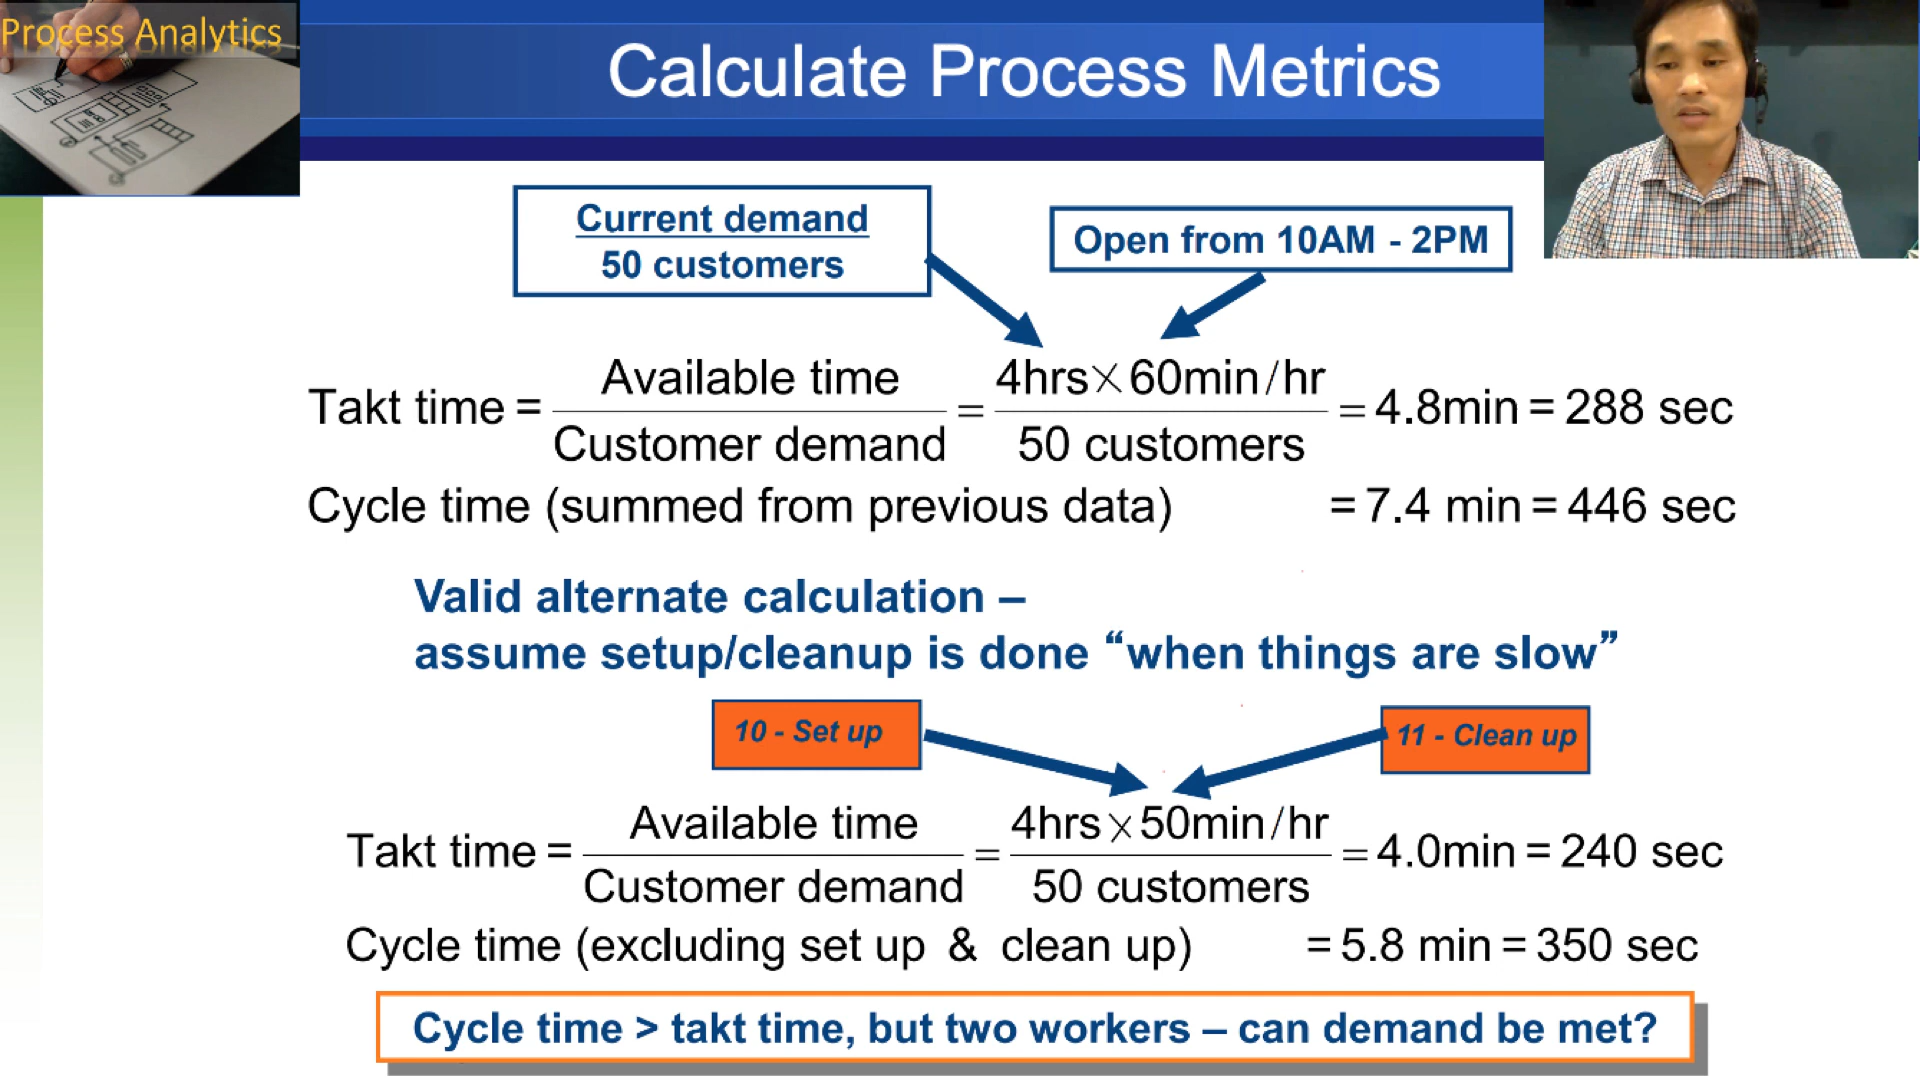 Process Analytics
Calculate Process Metrics
Current demand
50 customers
Open from 10AM - 2PM
Takt time = Available time / Customer demand = 4hrs×60min/hr / 50 customers = 4.8min = 288 sec
Cycle time (summed from previous data) = 7.4 min = 446 sec
Valid alternate calculation –
assume setup/cleanup is done “when things are slow”
10 - Set up
11 - Clean up
Takt time = Available time / Customer demand = 4hrs×50min/hr / 50 customers = 4.0min = 240 sec
Cycle time (excluding set up & clean up) = 5.8 min = 350 sec
Cycle time > takt time, but two workers – can demand be met?